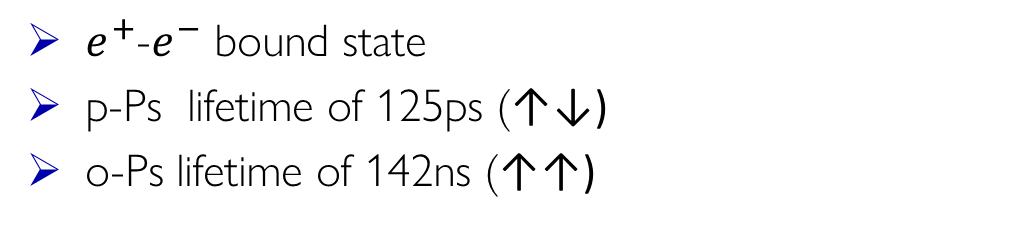 ➢ e⁺-e⁻ bound state
➢ p-Ps lifetime of 125ps (↑↓)
➢ o-Ps lifetime of 142ns (↑↑)